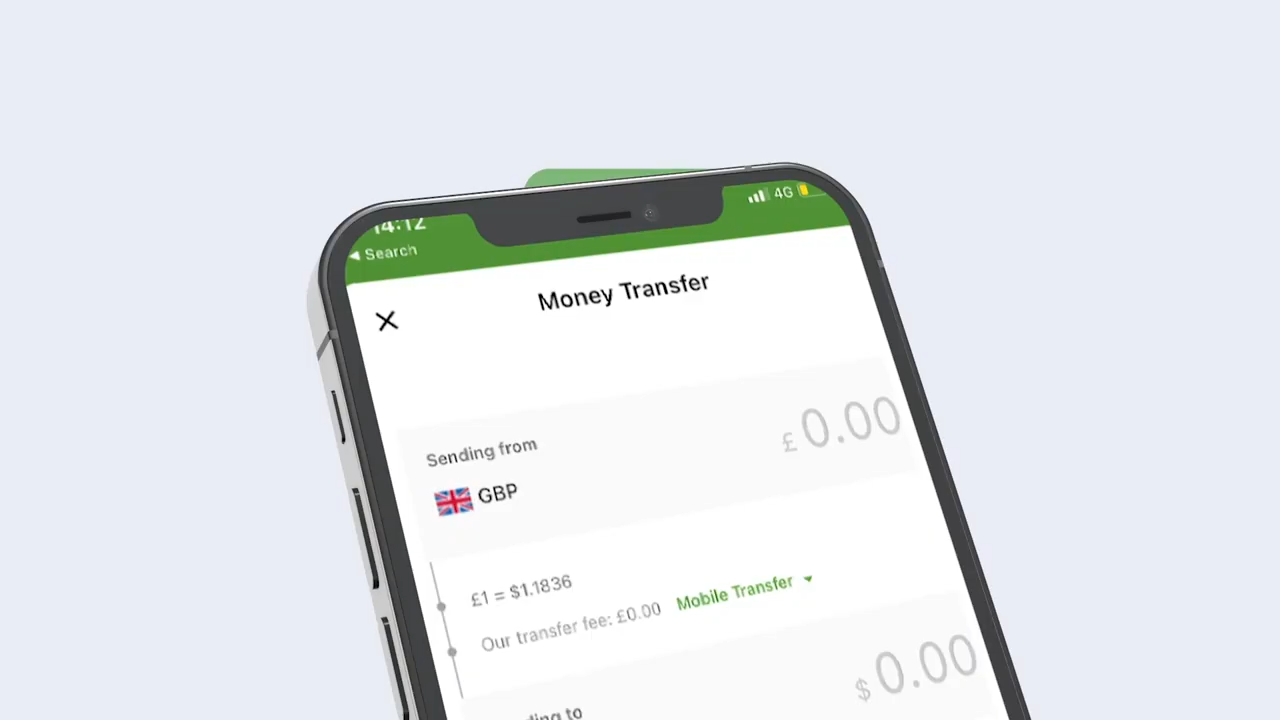 14:12
4G
◀ Search
Money Transfer
£0.00
Sending from
GBP
£1 = $1.1836
Our transfer fee: £0.00 Mobile Transfer
$0.00
to